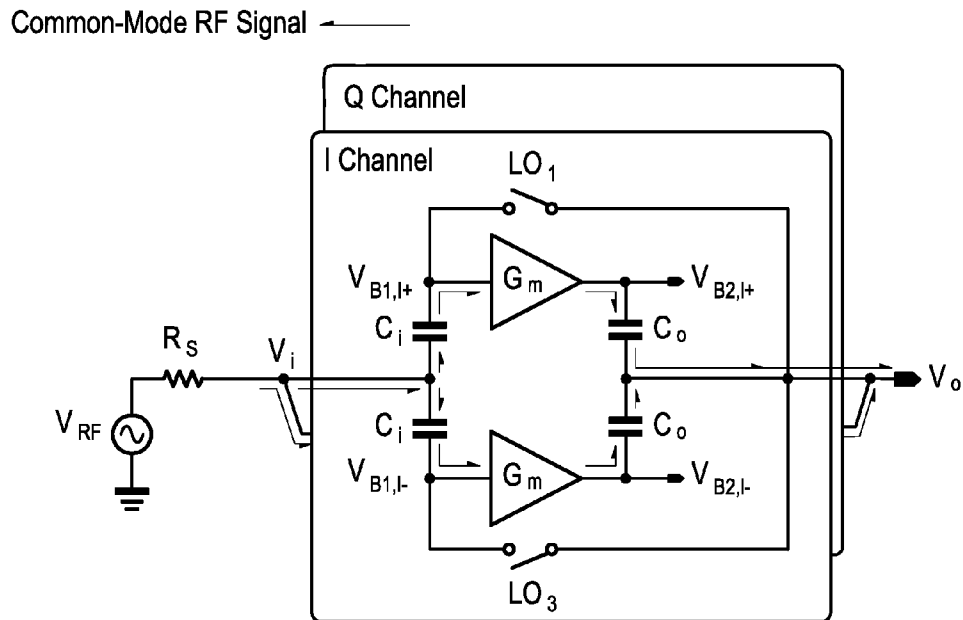 Common-Mode RF Signal
Q Channel
I Channel
LO1
VB1,I+
Gm
VB2,I+
Ci
Co
RS
Vi
Vo
VRF
Ci
Co
VB1,I-
Gm
VB2,I-
LO3